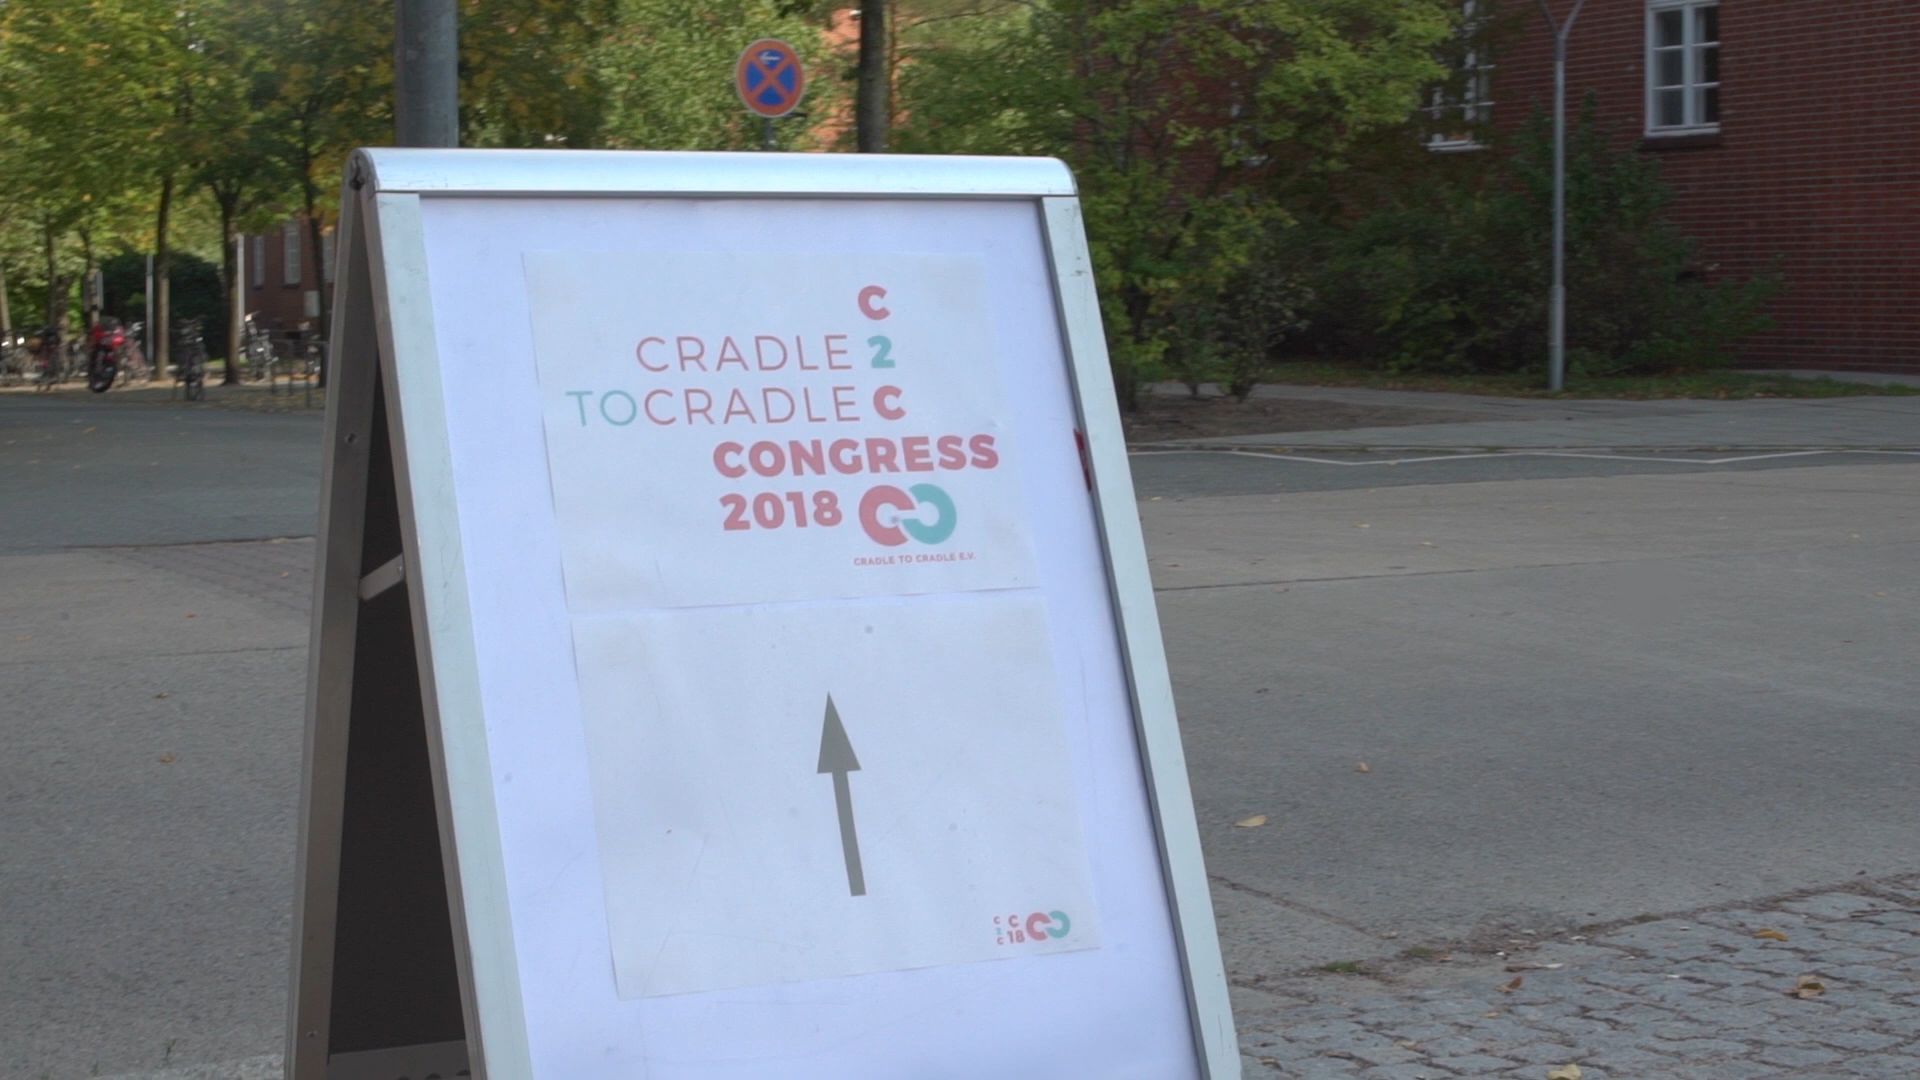 C
CRADLE 2
TOCRADLE C
CONGRESS
2018
CRADLE TO CRADLE E.V.
C C
2
C 18